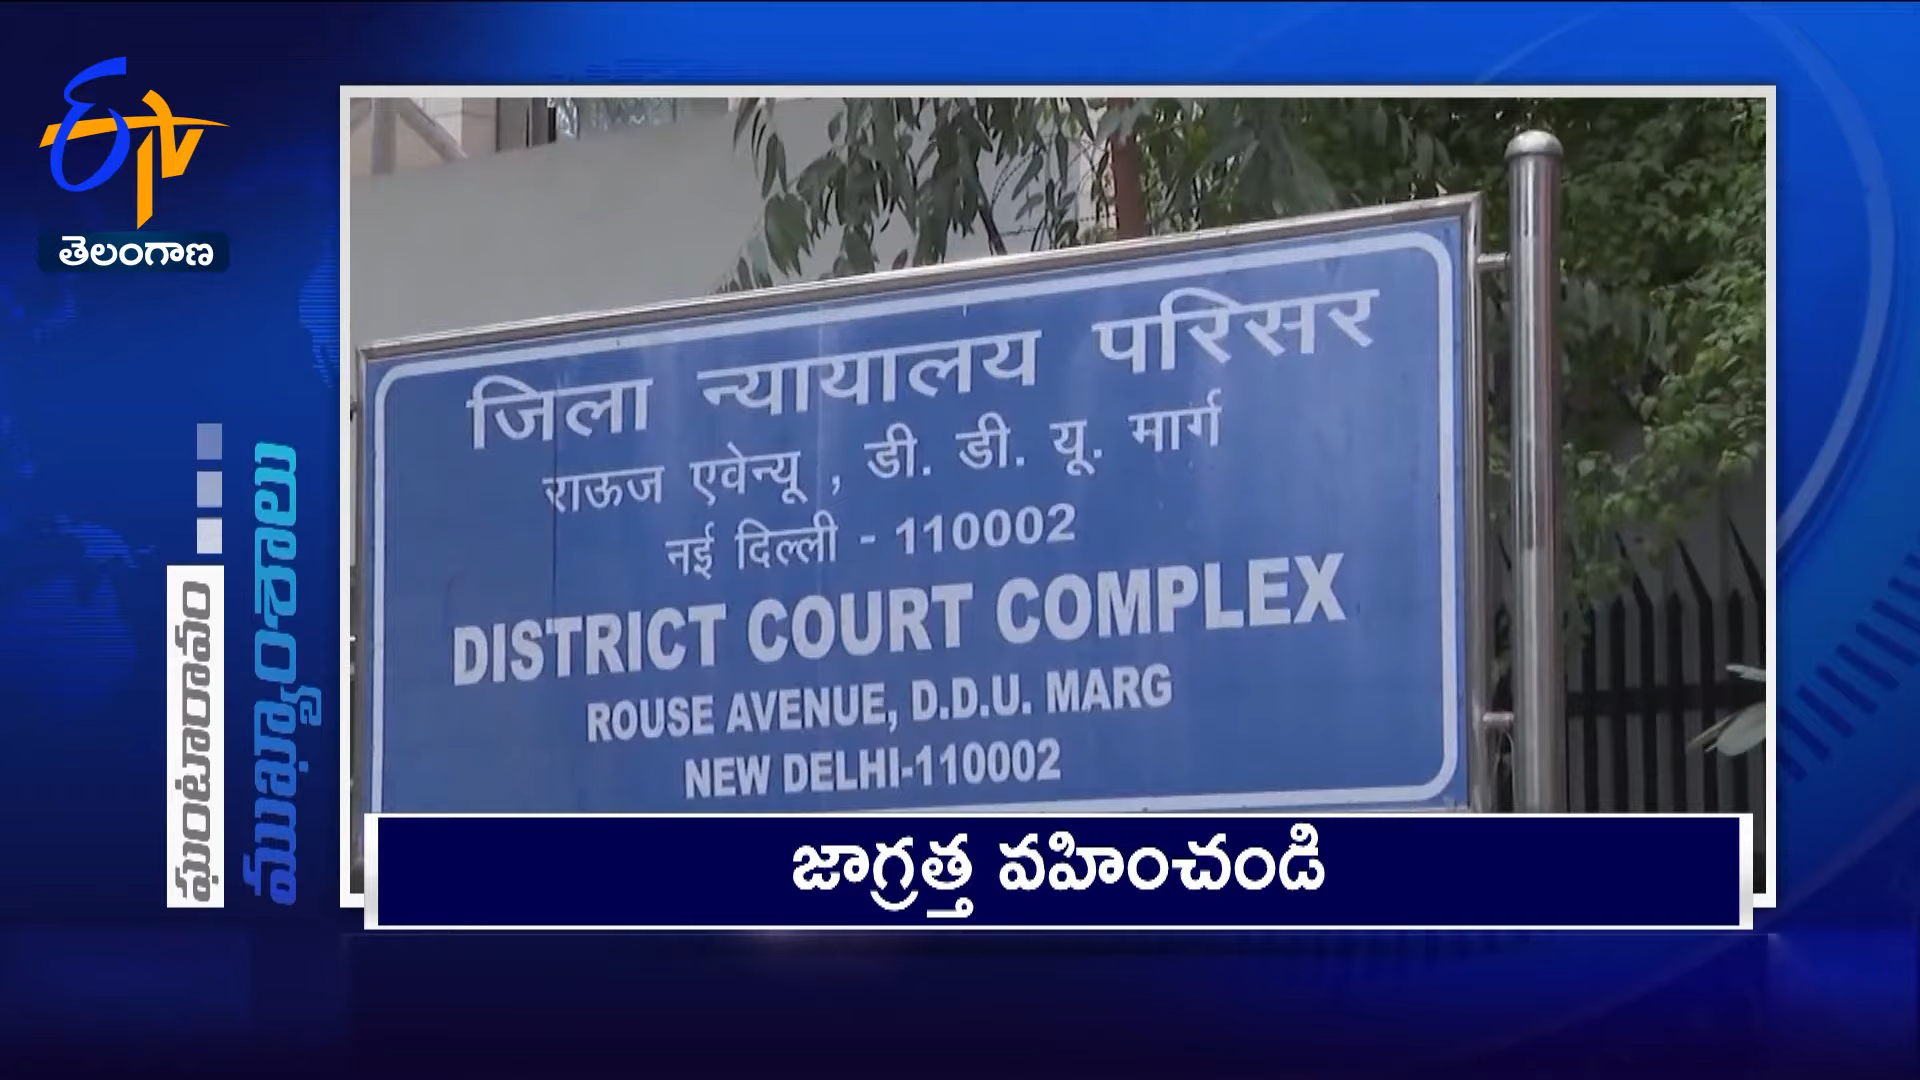 ETV
తెలంగాణ
ఘంటారావం
ముఖ్యాంశాలు
जिला न्यायालय परिसर
राऊज एवेन्यू , डी. डी. यू. मार्ग
नई दिल्ली - 110002
DISTRICT COURT COMPLEX
ROUSE AVENUE, D.D.U. MARG
NEW DELHI-110002
జాగ్రత్త వహించండి